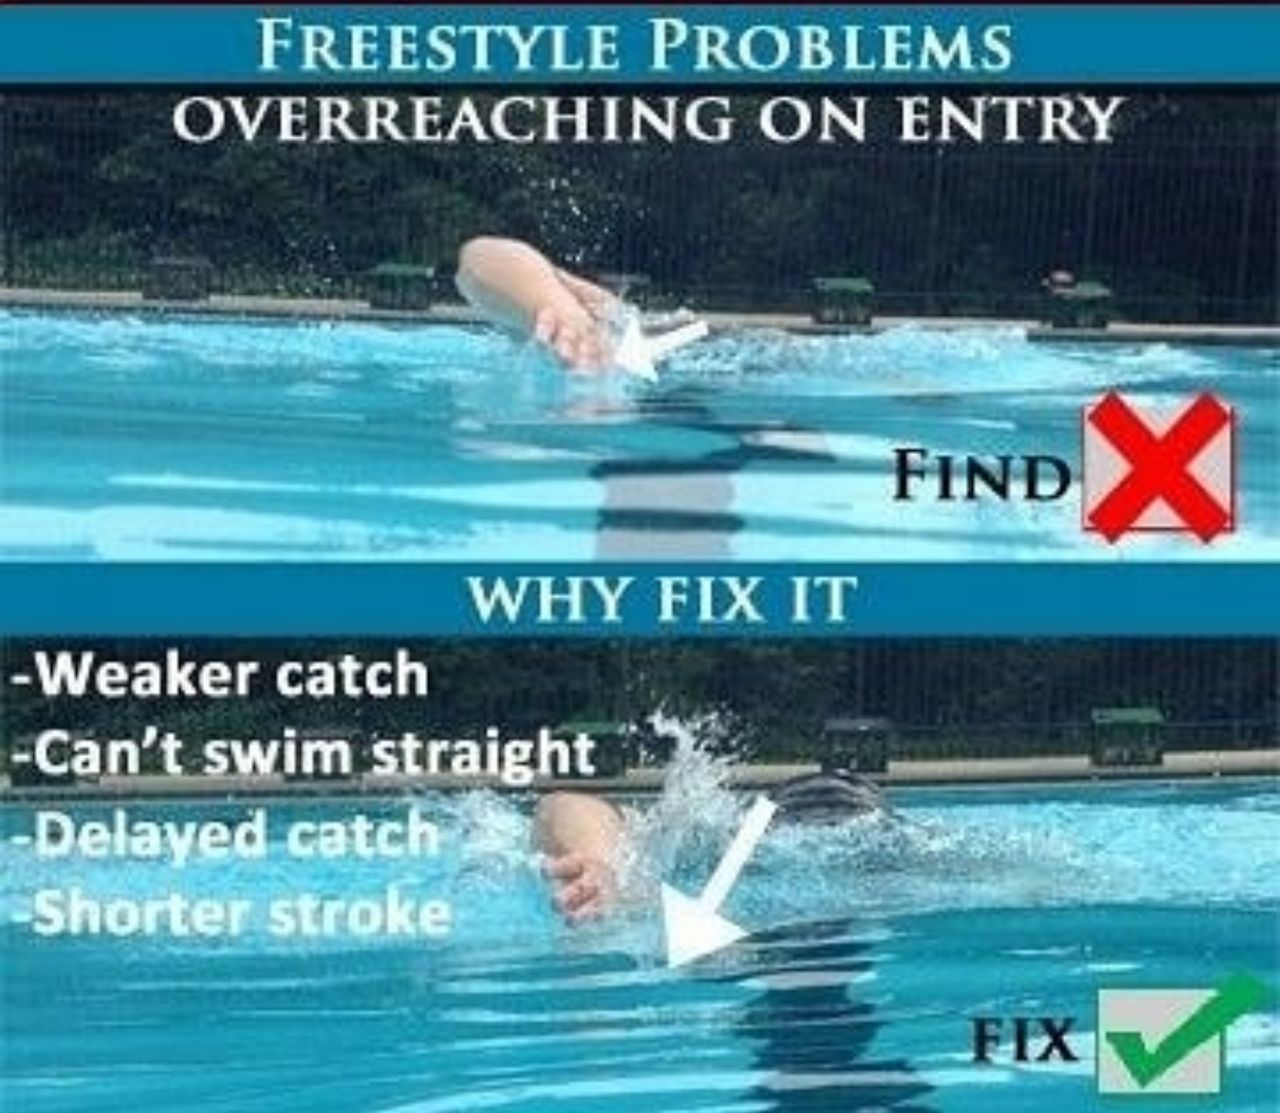 FREESTYLE PROBLEMS
OVERREACHING ON ENTRY
FIND
WHY FIX IT
-Weaker catch
-Can't swim straight
-Delayed catch
-Shorter stroke
FIX